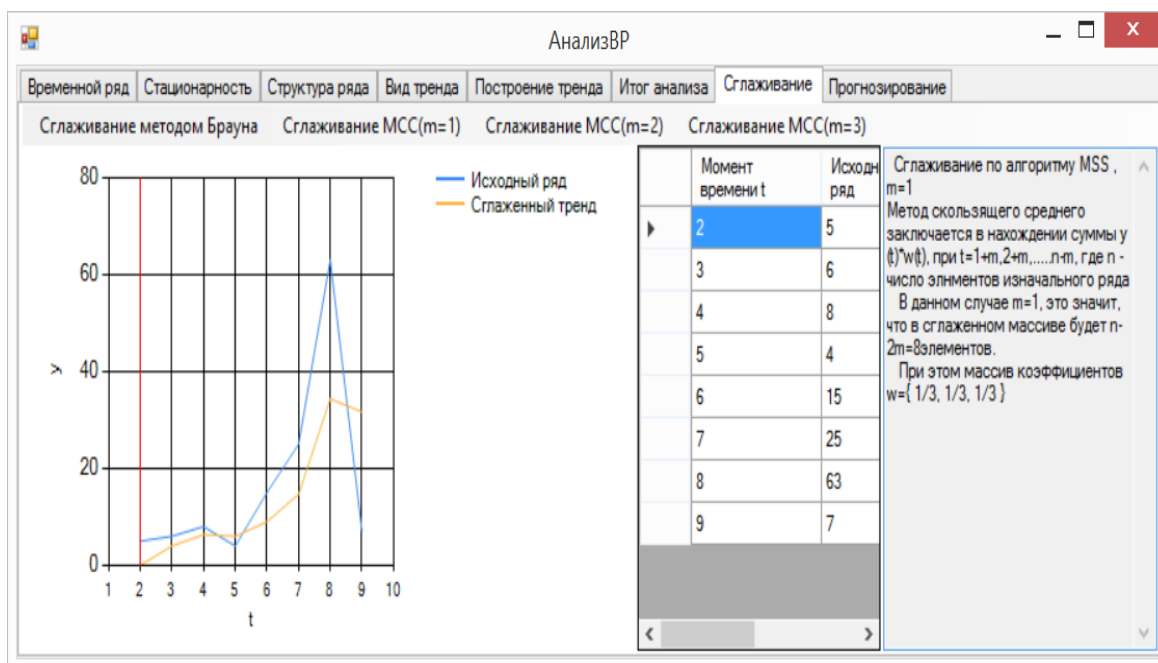 АнализВР
Временной ряд Стационарность Структура ряда Вид тренда Построение тренда Итог анализа Сглаживание Прогнозирование
Сглаживание методом Брауна Сглаживание МСС(m=1) Сглаживание МСС(m=2) Сглаживание МСС(m=3)
80
60
40
20
0
У
1 2 3 4 5 6 7 8 9 10
t
Исходный ряд
Сглаженный тренд
Момент Исходн
времени t ряд
2 5
3 6
4 8
5 4
6 15
7 25
8 63
9 7
Сглаживание по алгоритму MSS ,
m=1
Метод скользящего среднего
заключается в нахождении суммы y
(t)*w(t), при t=1+m,2+m,.....n-m, где n -
число элнментов изначального ряда
В данном случае m=1, это значит,
что в сглаженном массиве будет n-
2m=8элементов.
При этом массив коэффициентов
w={ 1/3, 1/3, 1/3 }